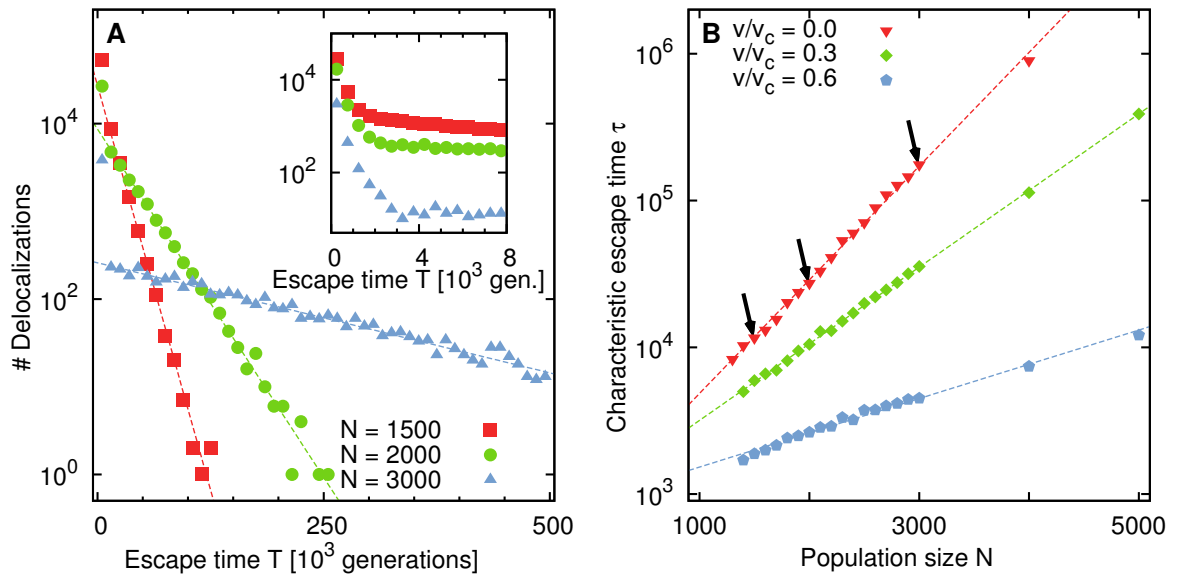 A
# Delocalizations
10^4
10^2
10^0
0
250
500
Escape time T [10^3 generations]
N = 1500
N = 2000
N = 3000
10^4
10^2
0
4
8
Escape time T [10^3 gen.]
B
v/v_c = 0.0
v/v_c = 0.3
v/v_c = 0.6
Characteristic escape time τ
10^6
10^5
10^4
10^3
1000
3000
5000
Population size N